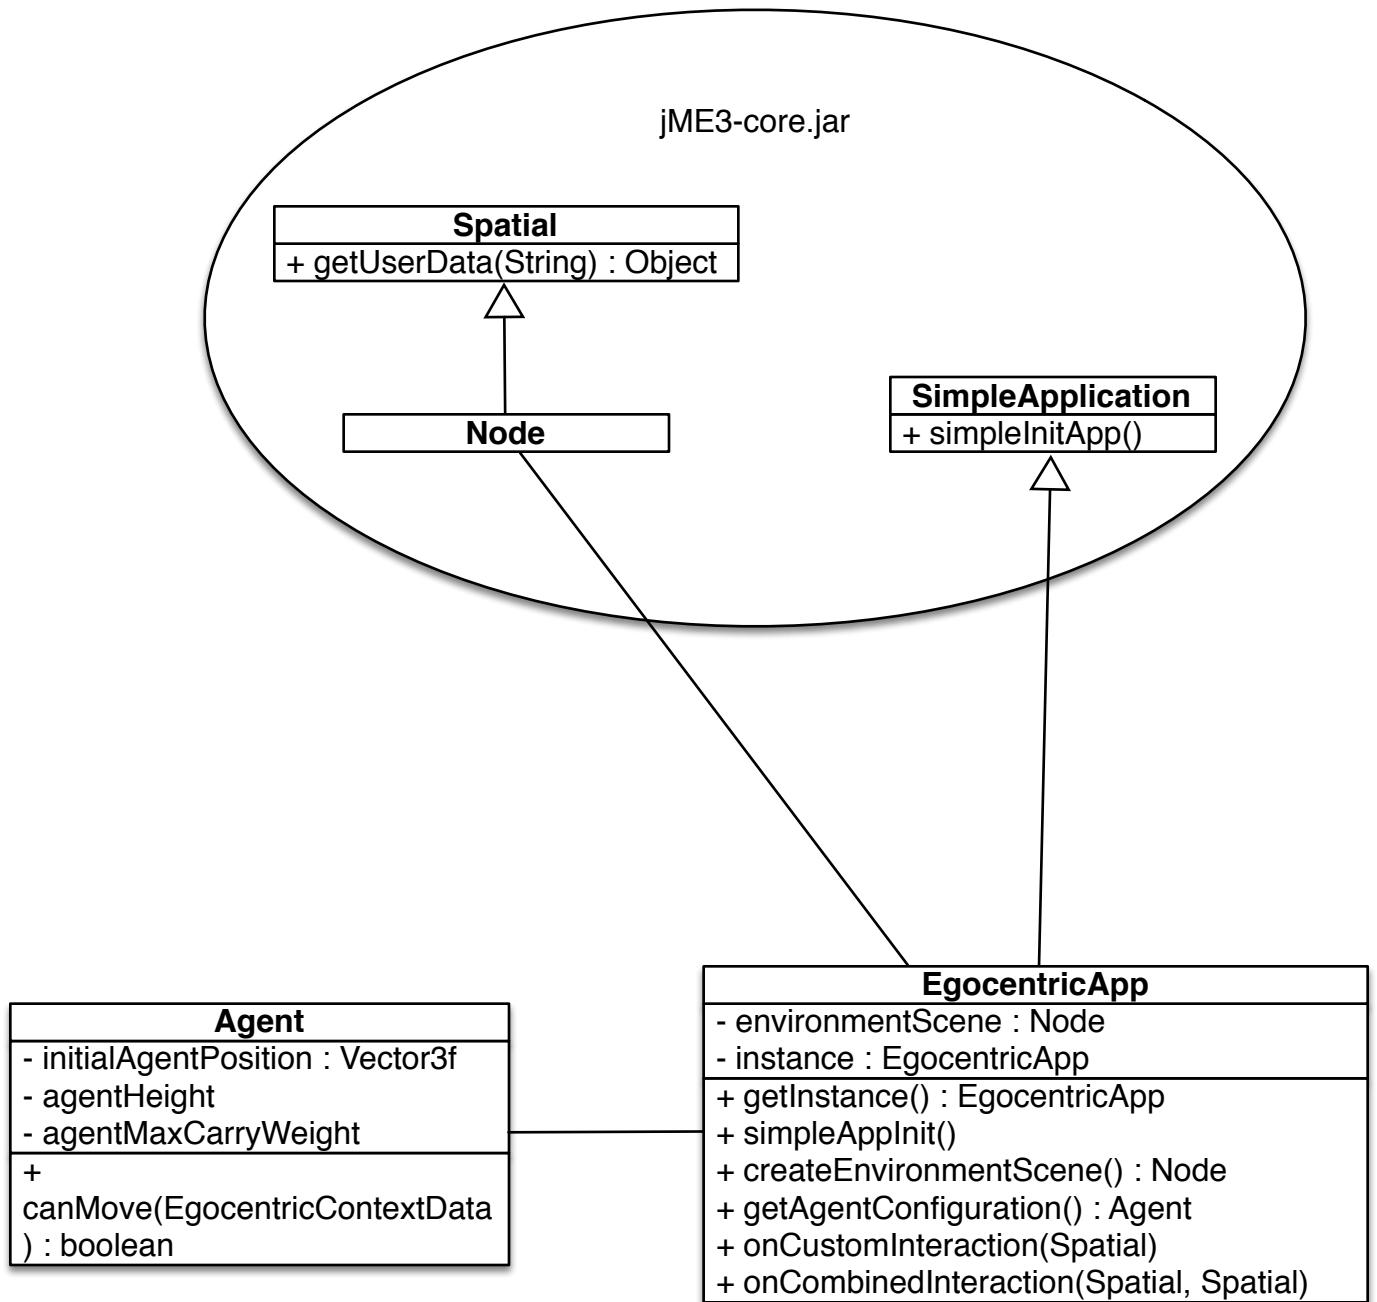 jME3-core.jar
Spatial
+ getUserData(String) : Object
Node
SimpleApplication
+ simpleInitApp()
Agent
- initialAgentPosition : Vector3f
- agentHeight
- agentMaxCarryWeight
+
canMove(EgocentricContextData
) : boolean
EgocentricApp
- environmentScene : Node
- instance : EgocentricApp
+ getInstance() : EgocentricApp
+ simpleAppInit()
+ createEnvironmentScene() : Node
+ getAgentConfiguration() : Agent
+ onCustomInteraction(Spatial)
+ onCombinedInteraction(Spatial, Spatial)